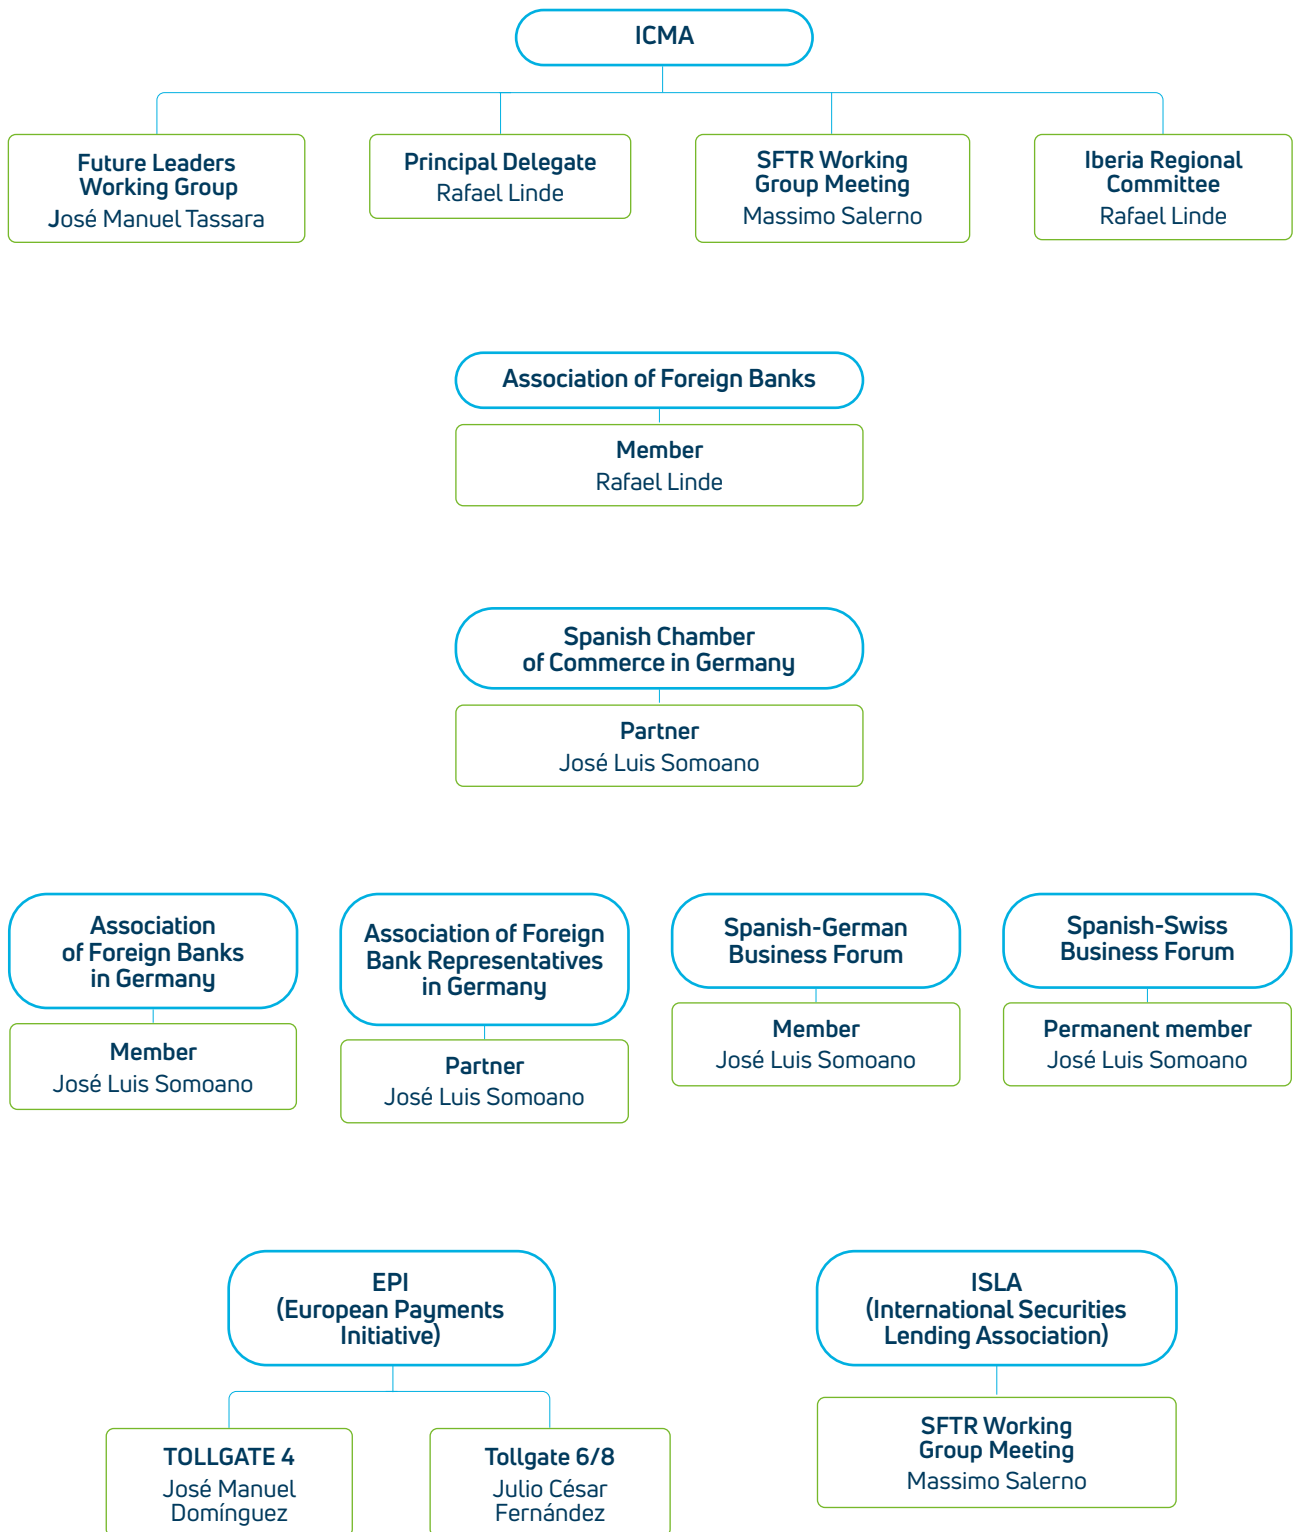 ICMA
Future Leaders
Working Group
José Manuel Tassara
Principal Delegate
Rafael Linde
SFTR Working
Group Meeting
Massimo Salerno
Iberia Regional
Committee
Rafael Linde
Association of Foreign Banks
Member
Rafael Linde
Spanish Chamber
of Commerce in Germany
Partner
José Luis Somoano
Association
of Foreign Banks
in Germany
Member
José Luis Somoano
Association of Foreign
Bank Representatives
in Germany
Partner
José Luis Somoano
Spanish-German
Business Forum
Member
José Luis Somoano
Spanish-Swiss
Business Forum
Permanent member
José Luis Somoano
EPI
(European Payments
Initiative)
TOLLGATE 4
José Manuel
Domínguez
Tollgate 6/8
Julio César
Fernández
ISLA
(International Securities
Lending Association)
SFTR Working
Group Meeting
Massimo Salerno